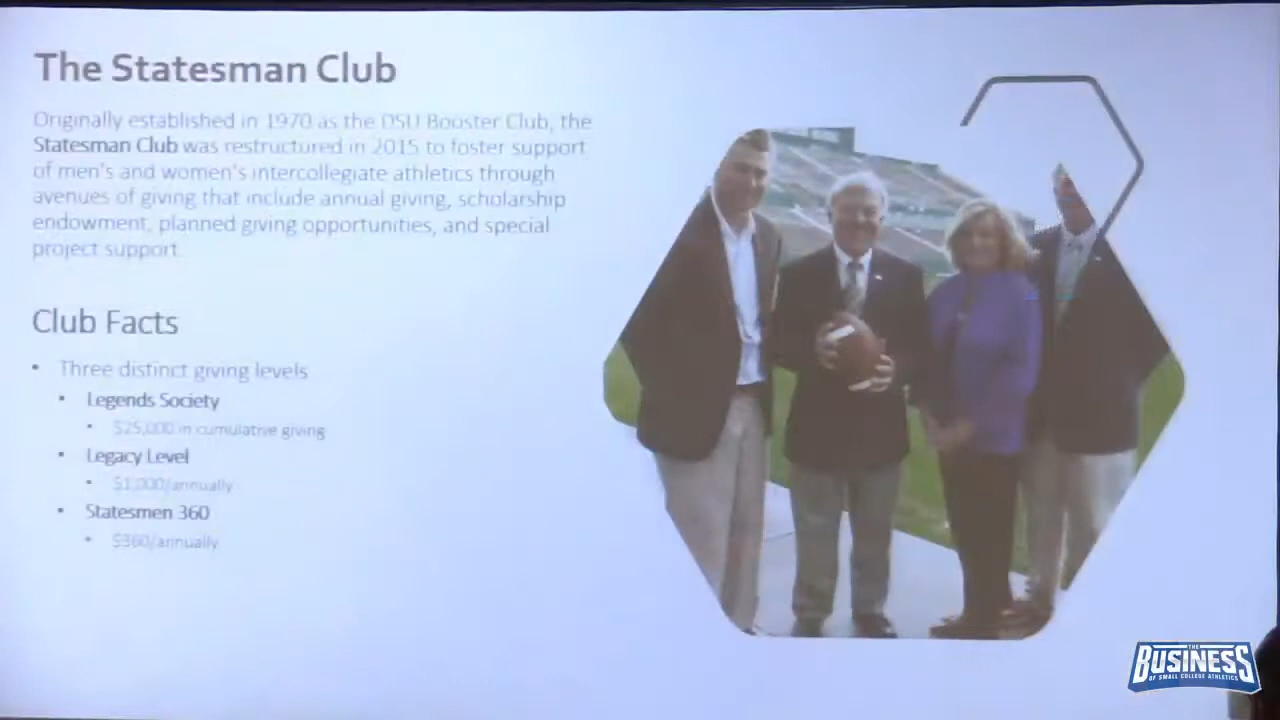 The Statesman Club
Originally established in 1970 as the DSU Booster Club, the
Statesman Club was restructured in 2015 to foster support
of men's and women's intercollegiate athletics through
avenues of giving that include annual giving, scholarship
endowment, planned giving opportunities, and special
project support.
Club Facts
• Three distinct giving levels
• Legends Society
• $25,000 in cumulative giving
• Legacy Level
• $1,000/annually
• Statesmen 360
• $360/annually
THE
BUSINESS
OF SMALL COLLEGE ATHLETICS